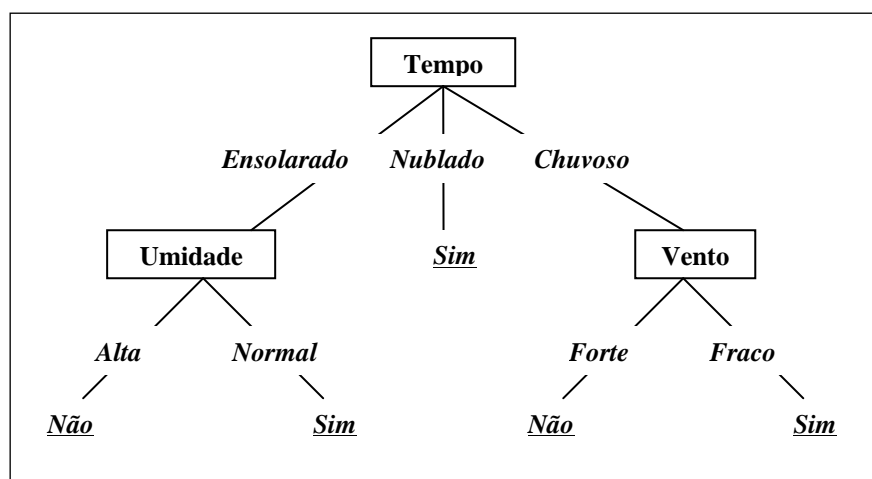 Tempo
Ensolarado Nublado Chuvoso
Umidade Sim Vento
Alta Normal Forte Fraco
Não Sim Não Sim